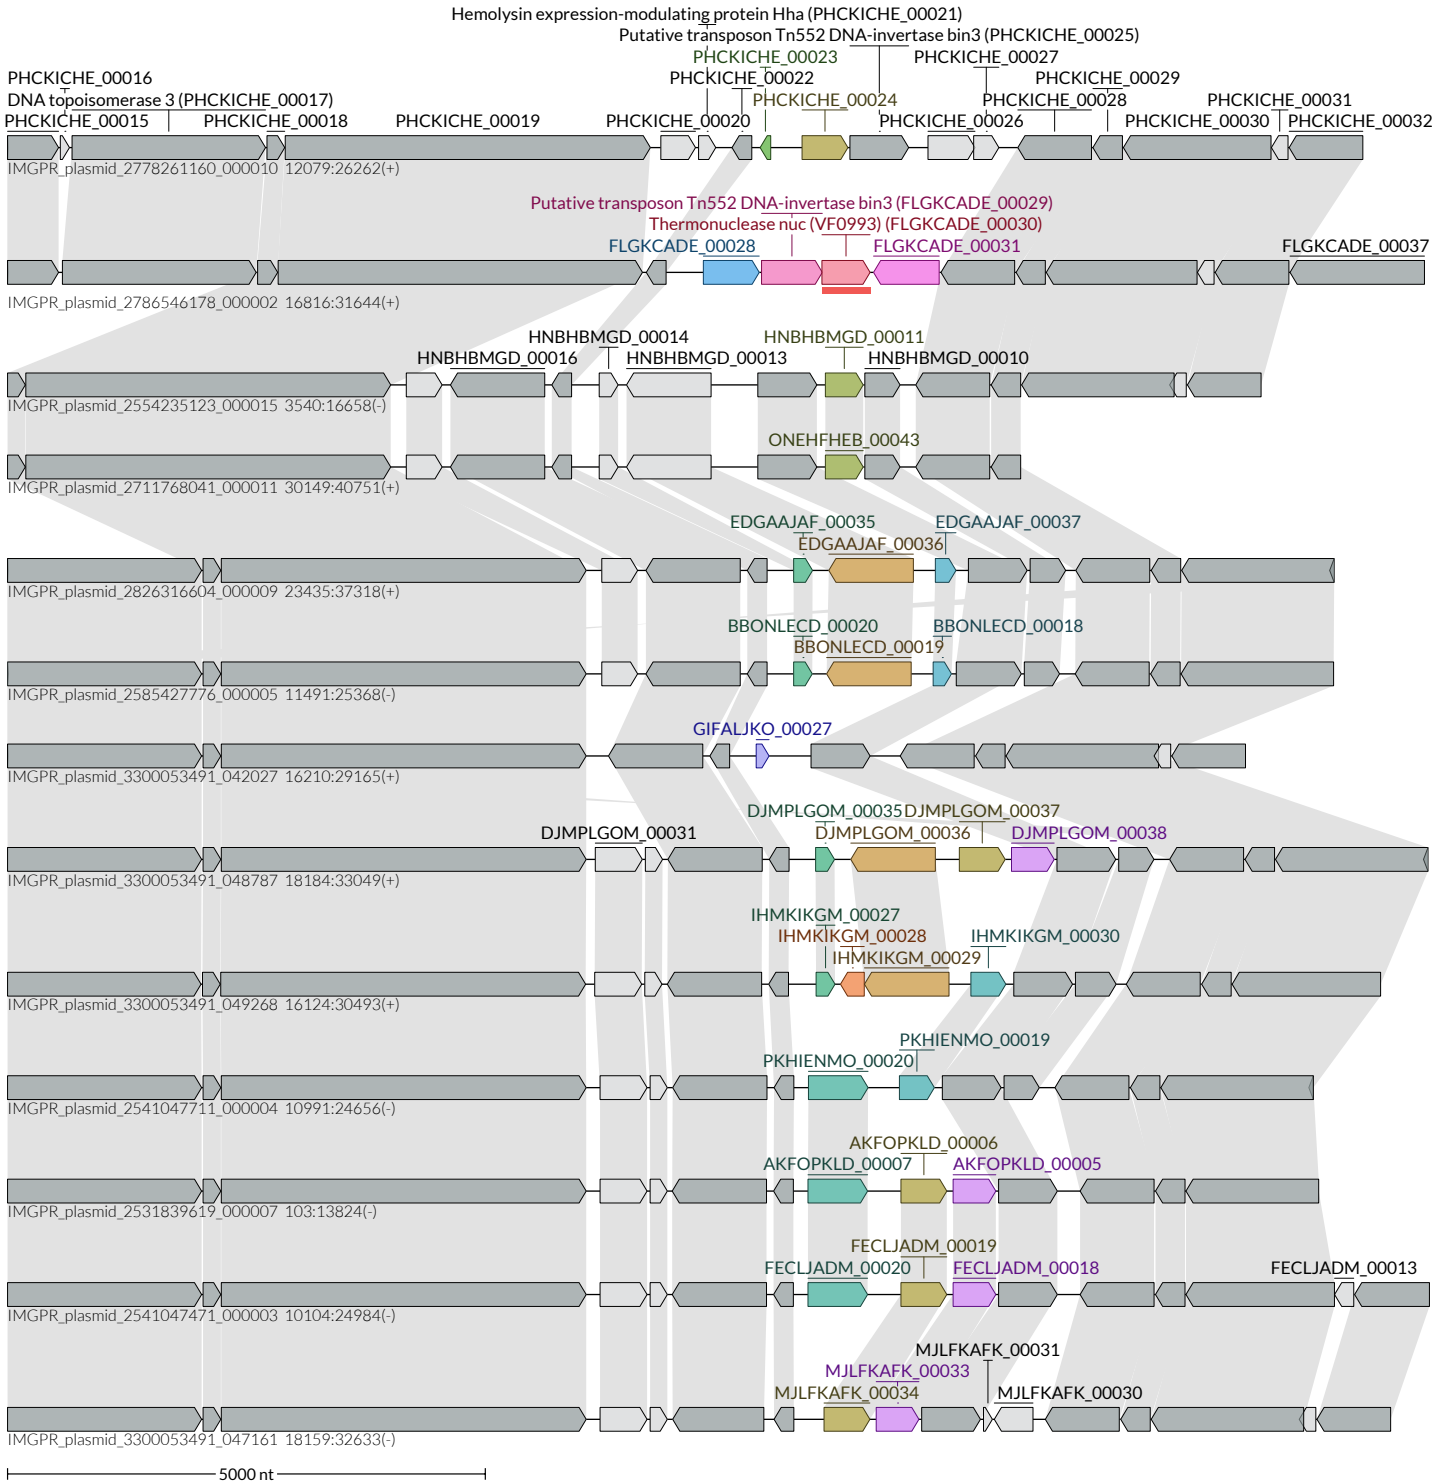 Hemolysin expression-modulating protein Hha (PHCKICHE_00021)
Putative transposon Tn552 DNA-invertase bin3 (PHCKICHE_00025)
PHCKICHE_00023 PHCKICHE_00027
PHCKICHE_00016 PHCKICHE_00022 PHCKICHE_00029
DNA topoisomerase 3 (PHCKICHE_00017) PHCKICHE_00024 PHCKICHE_00028 PHCKICHE_00031
PHCKICHE_00015 PHCKICHE_00018 PHCKICHE_00019 PHCKICHE_00020 PHCKICHE_00026 PHCKICHE_00030 PHCKICHE_00032
IMGPR_plasmid_2778261160_000010 12079:26262(+)
Putative transposon Tn552 DNA-invertase bin3 (FLGKCADE_00029)
Thermonuclease nuc (VF0993) (FLGKCADE_00030)
FLGKCADE_00028 FLGKCADE_00031 FLGKCADE_00037
IMGPR_plasmid_2786546178_000002 16816:31644(+)
HNBHBMGD_00014 HNBHBMGD_00011
HNBHBMGD_00016 HNBHBMGD_00013 HNBHBMGD_00010
IMGPR_plasmid_2554235123_000015 3540:16658(-)
ONEHFHEB_00043
IMGPR_plasmid_2711768041_000011 30149:40751(+)
EDGAAJAF_00035 EDGAAJAF_00037
EDGAAJAF_00036
IMGPR_plasmid_2826316604_000009 23435:37318(+)
BBONLECD_00020 BBONLECD_00018
BBONLECD_00019
IMGPR_plasmid_2585427776_000005 11491:25368(-)
GIFALJKO_00027
IMGPR_plasmid_3300053491_042027 16210:29165(+)
DJMPLGOM_00035 DJMPLGOM_00037
DJMPLGOM_00031 DJMPLGOM_00036 DJMPLGOM_00038
IMGPR_plasmid_3300053491_048787 18184:33049(+)
IHMKIKGM_00027
IHMKIKGM_00028 IHMKIKGM_00030
IHMKIKGM_00029
IMGPR_plasmid_3300053491_049268 16124:30493(+)
PKHIENMO_00019
PKHIENMO_00020
IMGPR_plasmid_2541047711_000004 10991:24656(-)
AKFOPKLD_00006
AKFOPKLD_00007 AKFOPKLD_00005
IMGPR_plasmid_2531839619_000007 103:13824(-)
FECLJADM_00019
FECLJADM_00020 FECLJADM_00018 FECLJADM_00013
IMGPR_plasmid_2541047471_000003 10104:24984(-)
MJLFKAFK_00031
MJLFKAFK_00033
MJLFKAFK_00034 MJLFKAFK_00030
IMGPR_plasmid_3300053491_047161 18159:32633(-)
5000 nt